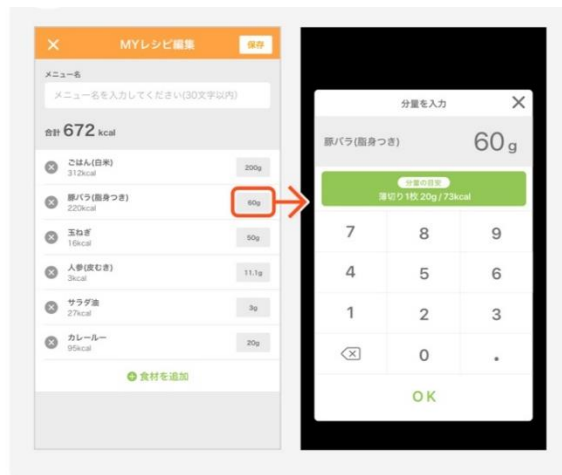 MYレシピ編集
保存
メニュー名
メニュー名を入力してください(30文字以内)
合計 672 kcal
ごはん(白米)
312kcal
200g
豚バラ(脂身つき)
220kcal
60g
玉ねぎ
16kcal
50g
人参(皮むき)
3kcal
11.1g
サラダ油
27kcal
3g
カレールー
95kcal
20g
食材を追加
分量を入力
豚バラ(脂身つき)
60g
分量の目安
薄切り1枚 20g / 73kcal
7 8 9
4 5 6
1 2 3
0 .
OK